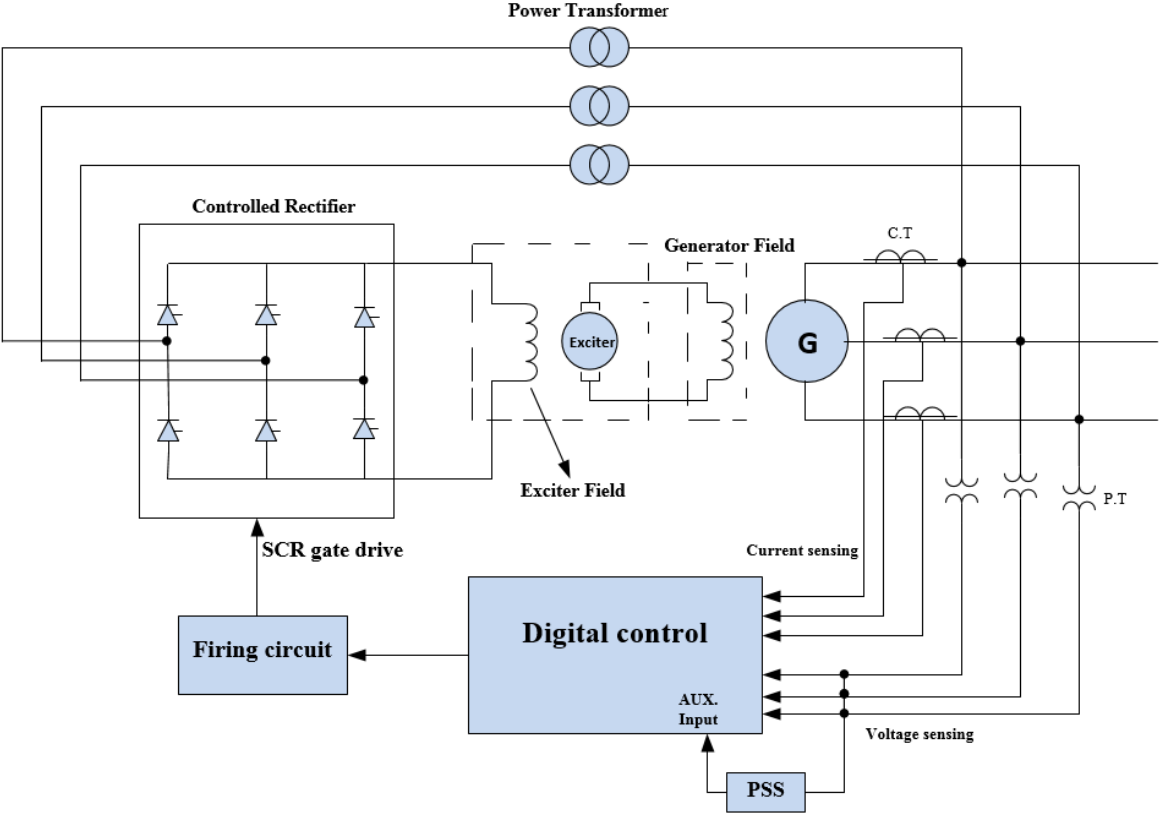 Power Transformer
Controlled Rectifier
C.T
Generator Field
Exciter
G
Exciter Field
P.T
SCR gate drive
Current sensing
Firing circuit
Digital control
AUX.
Input
Voltage sensing
PSS